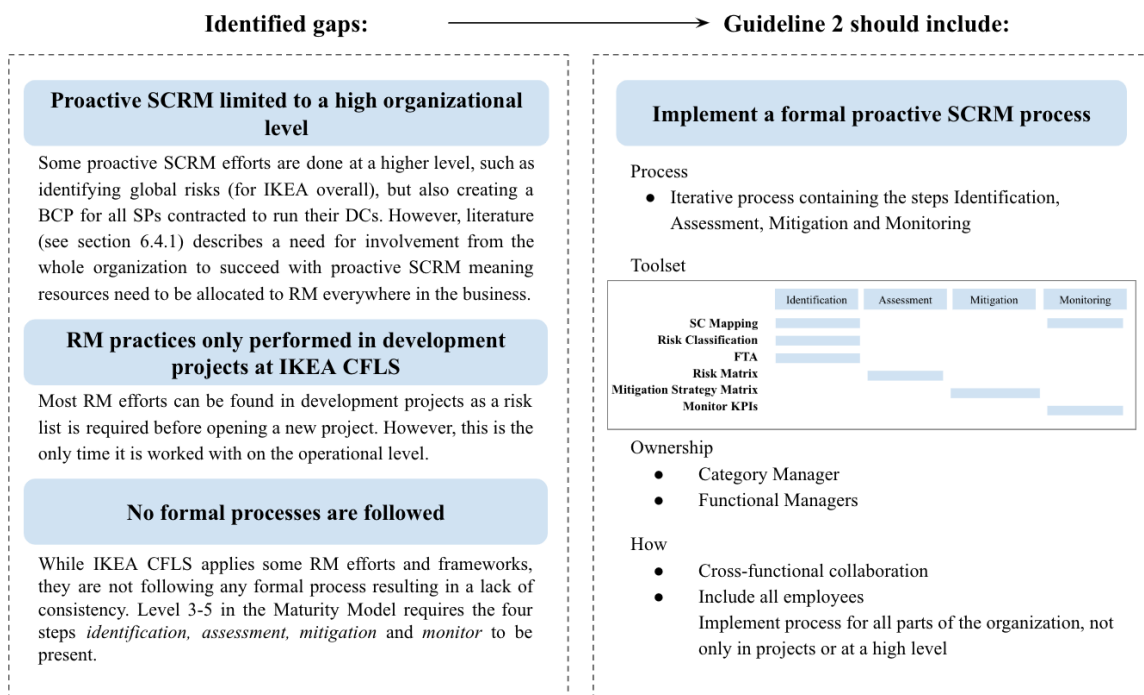 Identified gaps:
Guideline 2 should include:
Proactive SCRM limited to a high organizational
level
Some proactive SCRM efforts are done at a higher level, such as
identifying global risks (for IKEA overall), but also creating a
BCP for all SPs contracted to run their DCs. However, literature
(see section 6.4.1) describes a need for involvement from the
whole organization to succeed with proactive SCRM meaning
resources need to be allocated to RM everywhere in the business.
RM practices only performed in development
projects at IKEA CFLS
Most RM efforts can be found in development projects as a risk
list is required before opening a new project. However, this is the
only time it is worked with on the operational level.
No formal processes are followed
While IKEA CFLS applies some RM efforts and frameworks,
they are not following any formal process resulting in a lack of
consistency. Level 3-5 in the Maturity Model requires the four
steps identification, assessment, mitigation and monitor to be
present.
Implement a formal proactive SCRM process
Process
● Iterative process containing the steps Identification,
Assessment, Mitigation and Monitoring
Toolset
Identification Assessment Mitigation Monitoring
SC Mapping
Risk Classification
FTA
Risk Matrix
Mitigation Strategy Matrix
Monitor KPIs
Ownership
● Category Manager
● Functional Managers
How
● Cross-functional collaboration
● Include all employees
Implement process for all parts of the organization, not
only in projects or at a high level